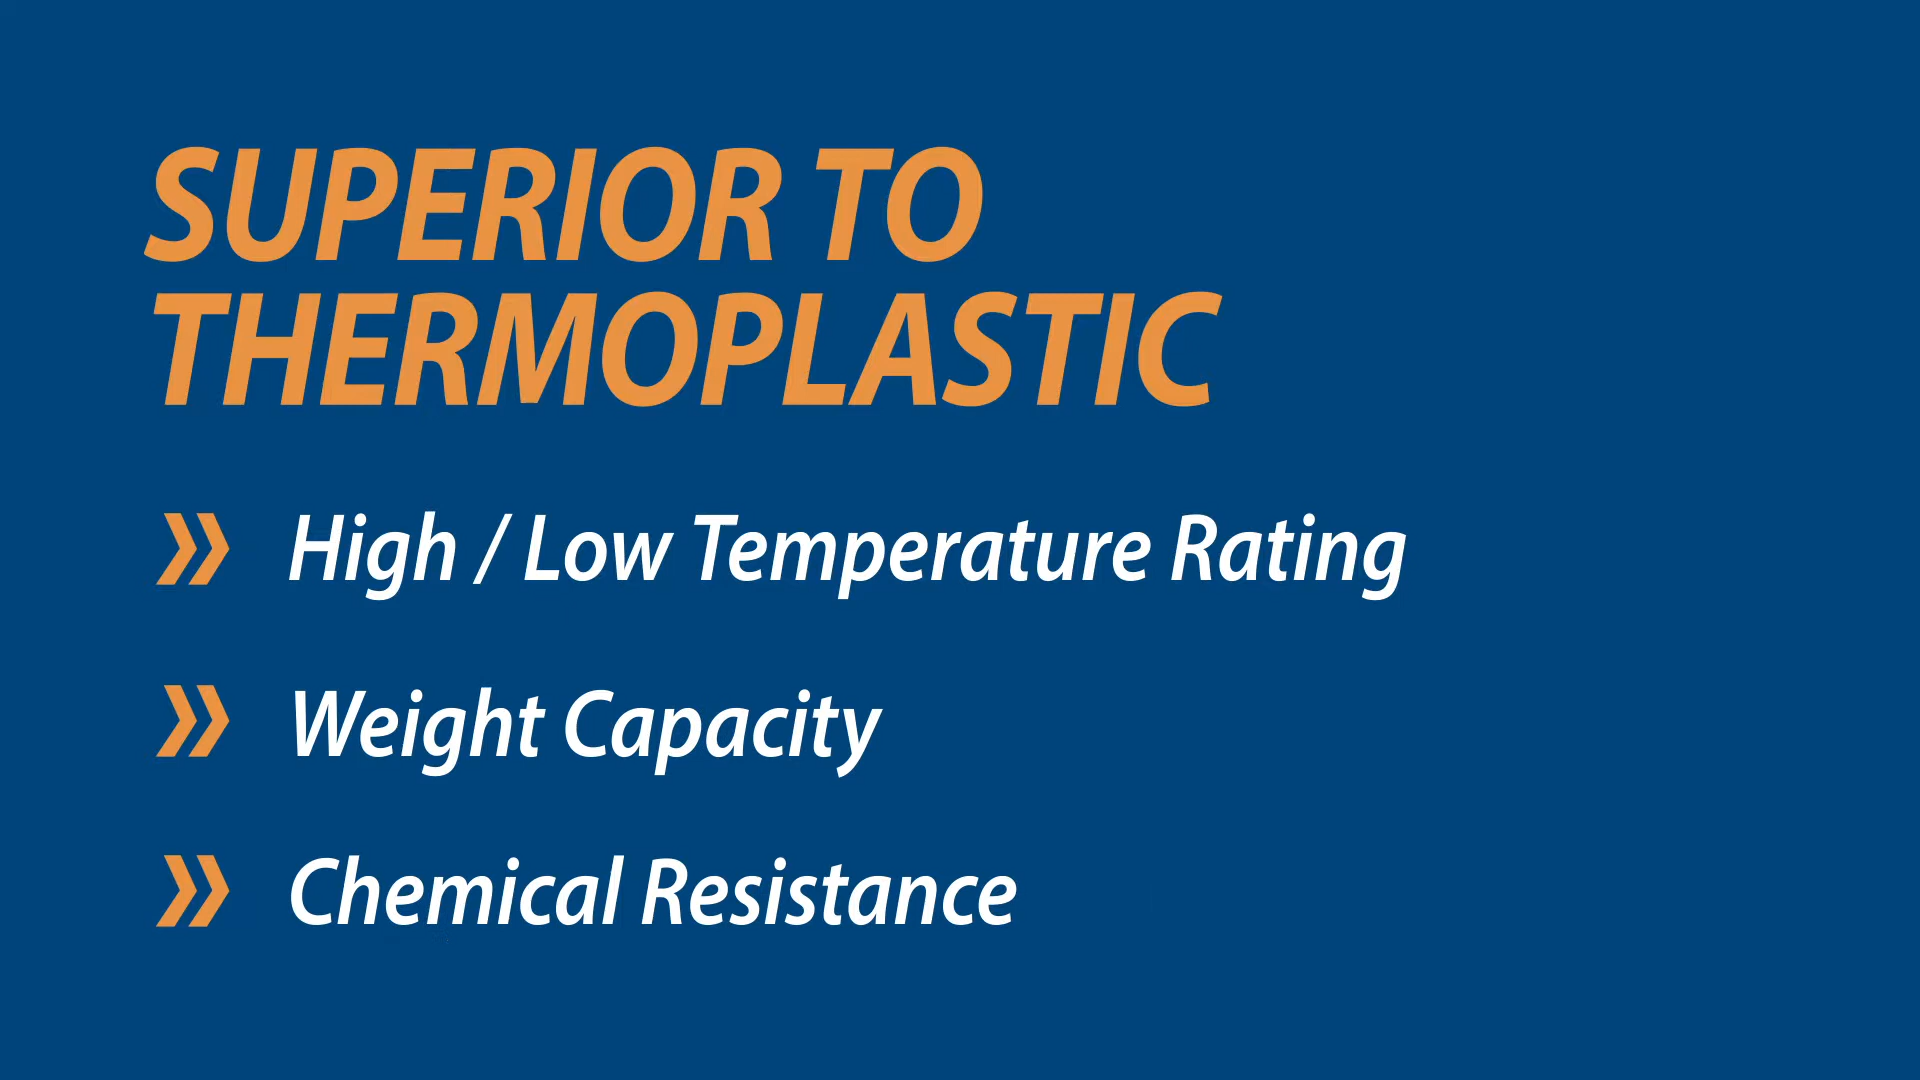 SUPERIOR TO
THERMOPLASTIC
» High / Low Temperature Rating
» Weight Capacity
» Chemical Resistance